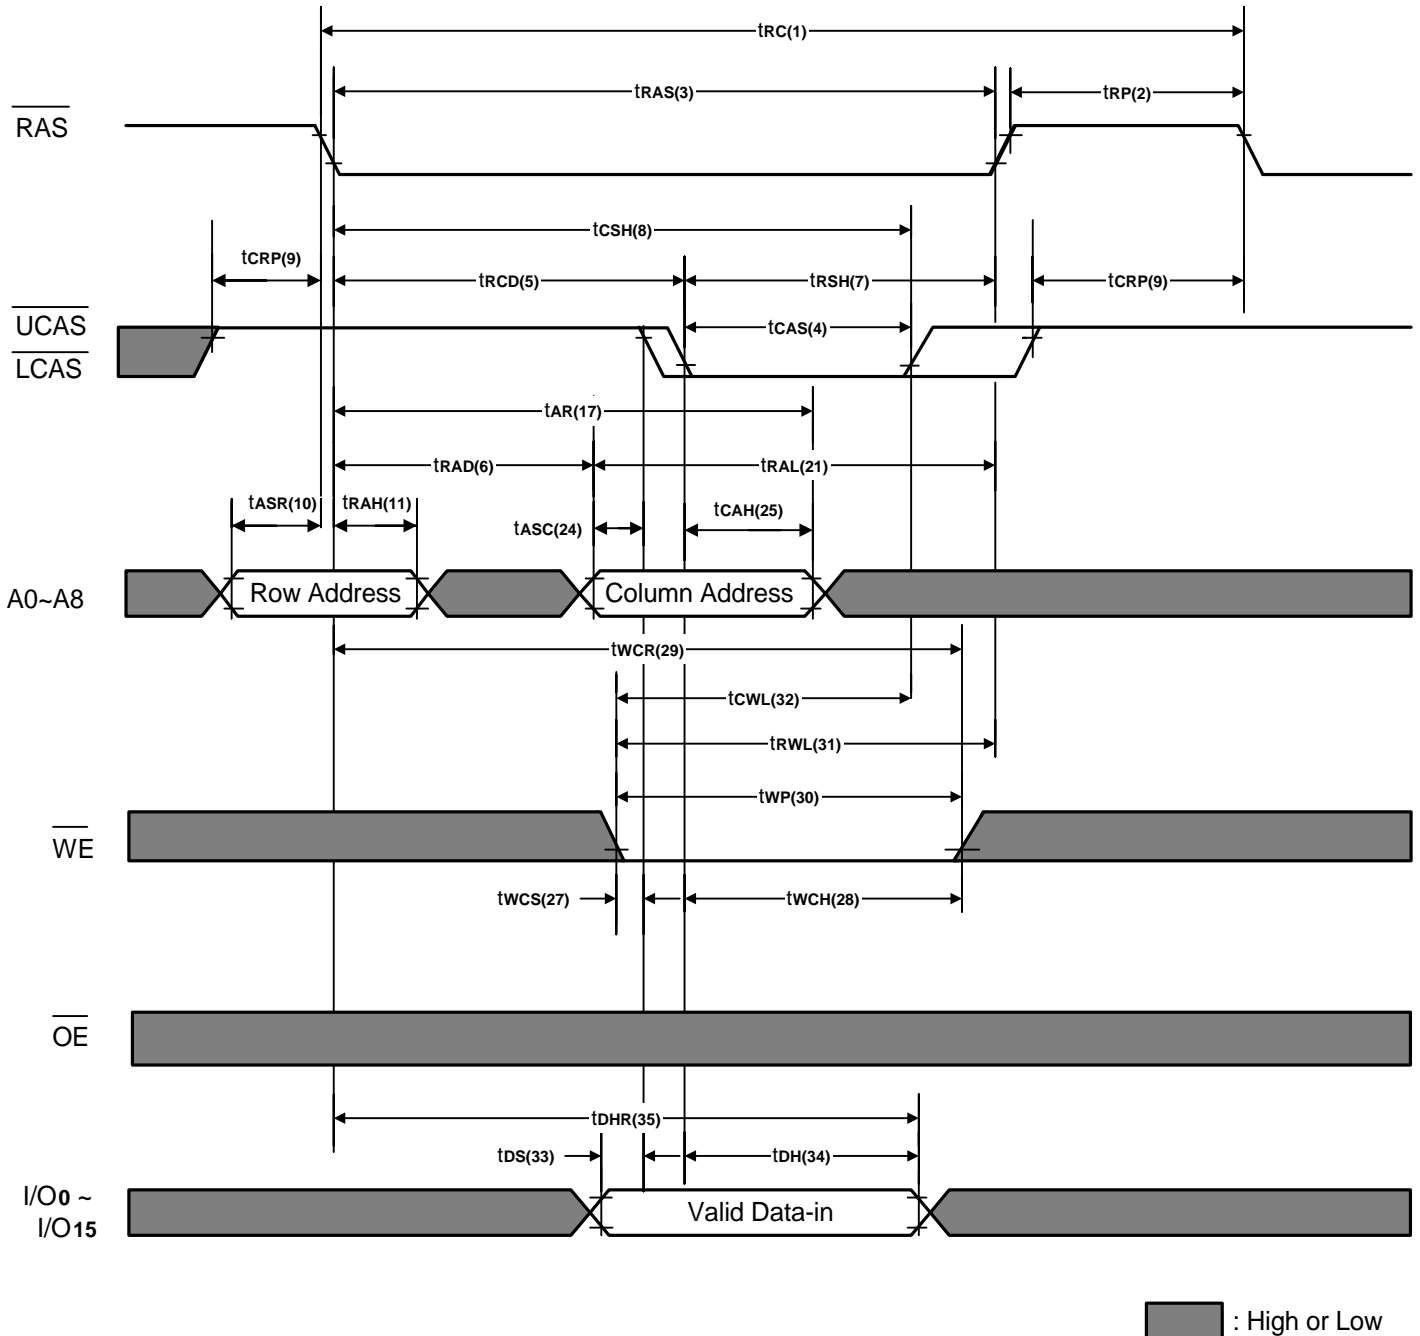 tRC(1)
tRAS(3)
tRP(2)
RAS
tCSH(8)
tCRP(9)
tRCD(5)
tRSH(7)
tCRP(9)
UCAS
tCAS(4)
LCAS
tAR(17)
tRAD(6)
tRAL(21)
tASR(10)
tRAH(11)
tCAH(25)
tASC(24)
A0~A8
Row Address
Column Address
tWCR(29)
tCWL(32)
tRWL(31)
tWP(30)
WE
tWCS(27)
tWCH(28)
OE
tDHR(35)
tDS(33)
tDH(34)
I/O0 ~
I/O15
Valid Data-in
: High or Low